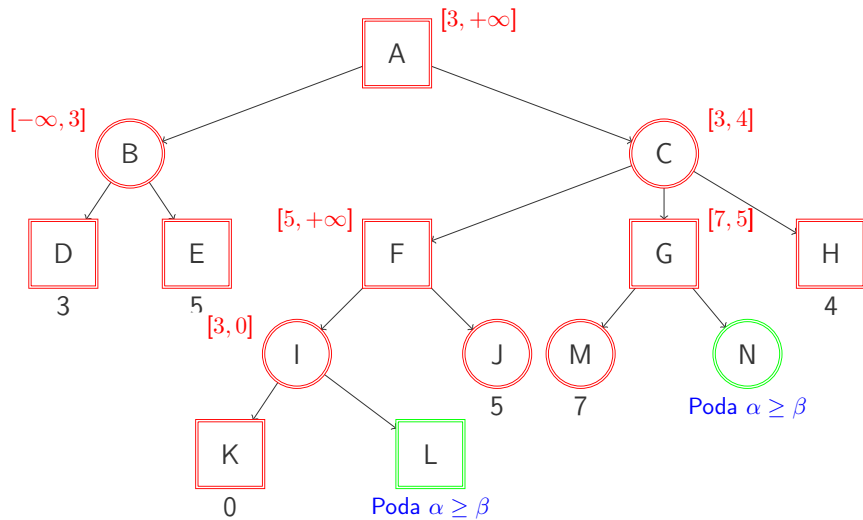 [3, +∞]
A
[−∞, 3]
B
[3, 4]
C
[5, +∞]
[7, 5]
D
E
F
G
H
3
5
4
[3, 0]
I
J
M
N
5
7
Poda α ≥ β
K
L
0
Poda α ≥ β